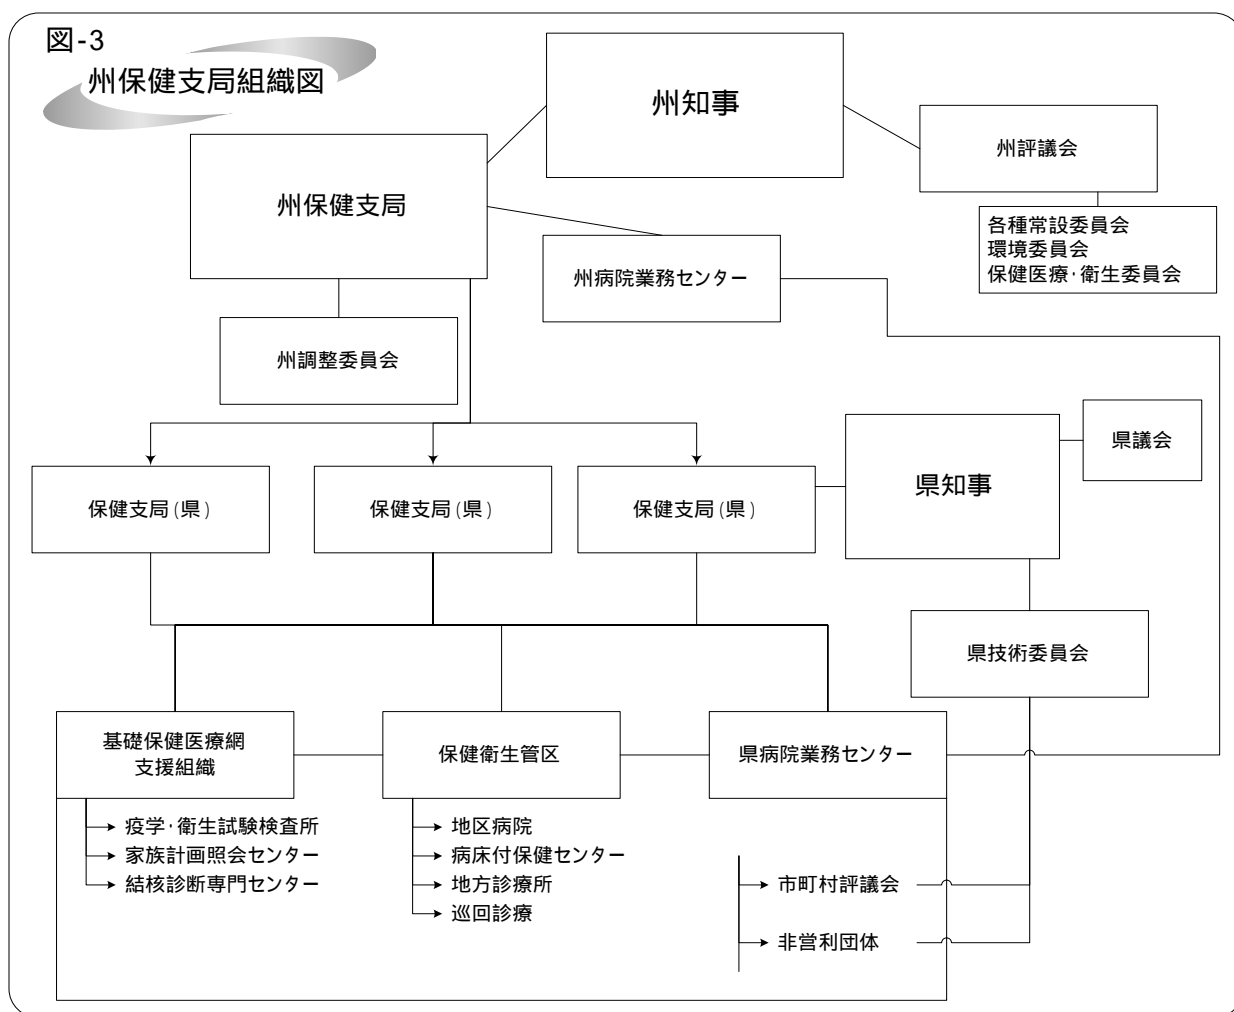 図-3
州保健支局組織図
州知事
州評議会
州保健支局
各種常設委員会
環境委員会
保健医療・衛生委員会
州病院業務センター
州調整委員会
県議会
県知事
保健支局(県)
保健支局(県)
保健支局(県)
県技術委員会
基礎保健医療網
支援組織
保健衛生管区
県病院業務センター
疫学・衛生試験検査所
家族計画照会センター
結核診断専門センター
地区病院
病床付保健センター
地方診療所
巡回診療
市町村評議会
非営利団体